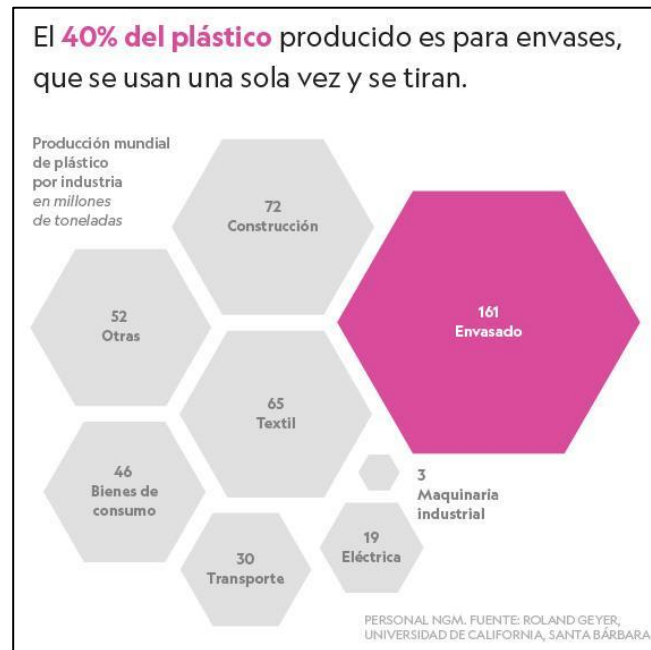 El 40% del plástico producido es para envases,
que se usan una sola vez y se tiran.
Producción mundial
de plástico
por industria
en millones
de toneladas
72
Construcción
161
Envasado
52
Otras
65
Textil
46
Bienes de
consumo
3
Maquinaria
industrial
19
Eléctrica
30
Transporte
PERSONAL NGM. FUENTE: ROLAND GEYER,
UNIVERSIDAD DE CALIFORNIA, SANTA BÁRBARA